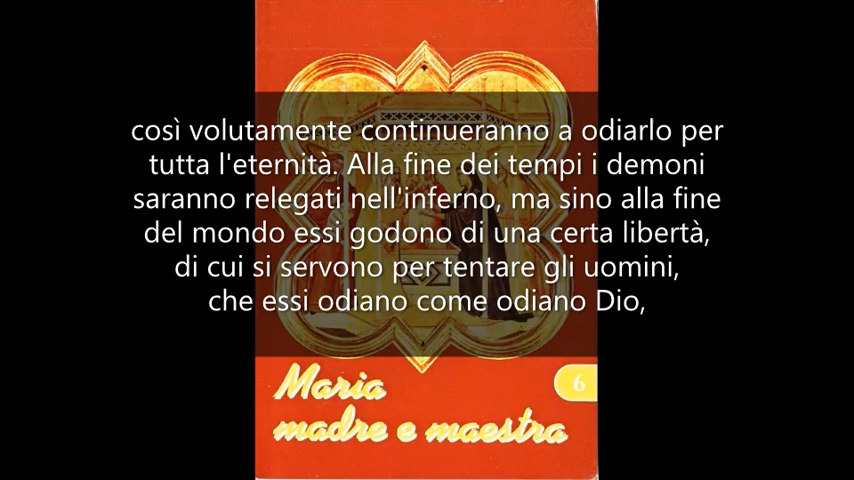 così volutamente continueranno a odiarlo per
tutta l'eternità. Alla fine dei tempi i demoni
saranno relegati nell'inferno, ma sino alla fine
del mondo essi godono di una certa libertà,
di cui si servono per tentare gli uomini,
che essi odiano come odiano Dio,
Maria
6
madre e maestra